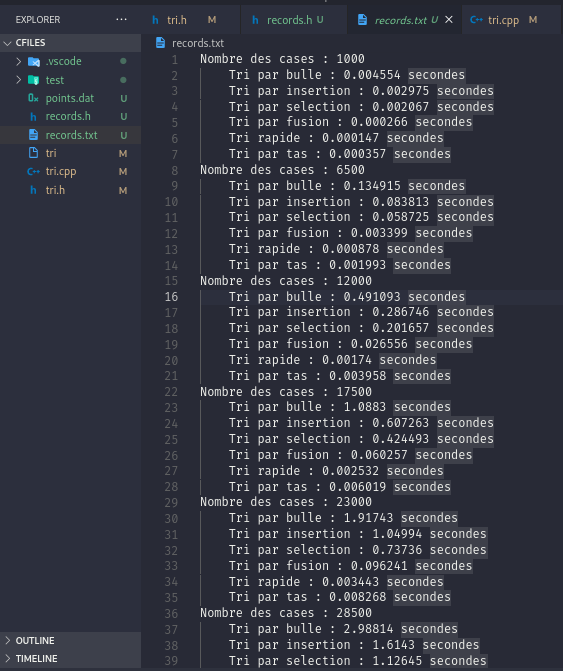 EXPLORER ...
tri.h M
records.h U
records.txt U ×
tri.cpp M
CFILES
.vscode
test
points.dat U
records.h U
records.txt U
tri M
tri.cpp M
tri.h M
OUTLINE
TIMELINE
records.txt
1 Nombre des cases : 1000
2 Tri par bulle : 0.004554 secondes
3 Tri par insertion : 0.002975 secondes
4 Tri par selection : 0.002067 secondes
5 Tri par fusion : 0.000266 secondes
6 Tri rapide : 0.000147 secondes
7 Tri par tas : 0.000357 secondes
8 Nombre des cases : 6500
9 Tri par bulle : 0.134915 secondes
10 Tri par insertion : 0.083813 secondes
11 Tri par selection : 0.058725 secondes
12 Tri par fusion : 0.003399 secondes
13 Tri rapide : 0.000878 secondes
14 Tri par tas : 0.001993 secondes
15 Nombre des cases : 12000
16 Tri par bulle : 0.491093 secondes
17 Tri par insertion : 0.286746 secondes
18 Tri par selection : 0.201657 secondes
19 Tri par fusion : 0.026556 secondes
20 Tri rapide : 0.00174 secondes
21 Tri par tas : 0.003958 secondes
22 Nombre des cases : 17500
23 Tri par bulle : 1.0883 secondes
24 Tri par insertion : 0.607263 secondes
25 Tri par selection : 0.424493 secondes
26 Tri par fusion : 0.060257 secondes
27 Tri rapide : 0.002532 secondes
28 Tri par tas : 0.006019 secondes
29 Nombre des cases : 23000
30 Tri par bulle : 1.91743 secondes
31 Tri par insertion : 1.04994 secondes
32 Tri par selection : 0.73736 secondes
33 Tri par fusion : 0.096241 secondes
34 Tri rapide : 0.003443 secondes
35 Tri par tas : 0.008268 secondes
36 Nombre des cases : 28500
37 Tri par bulle : 2.98814 secondes
38 Tri par insertion : 1.6143 secondes
39 Tri par selection : 1.12645 secondes